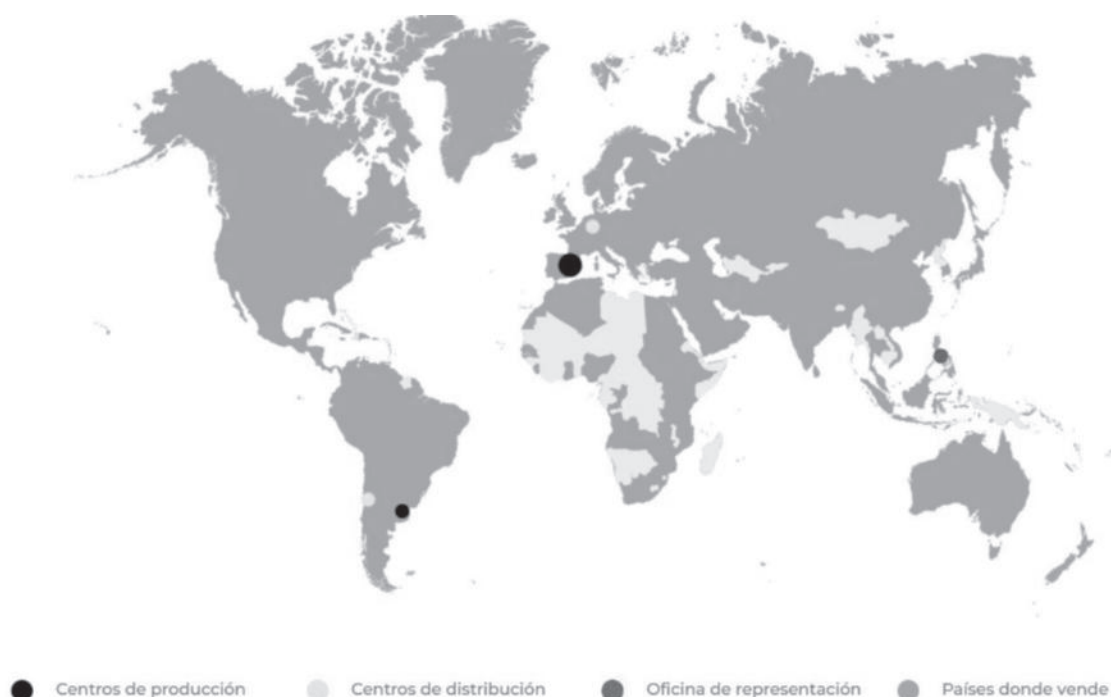 Centros de producción
Centros de distribución
Oficina de representación
Países donde vende